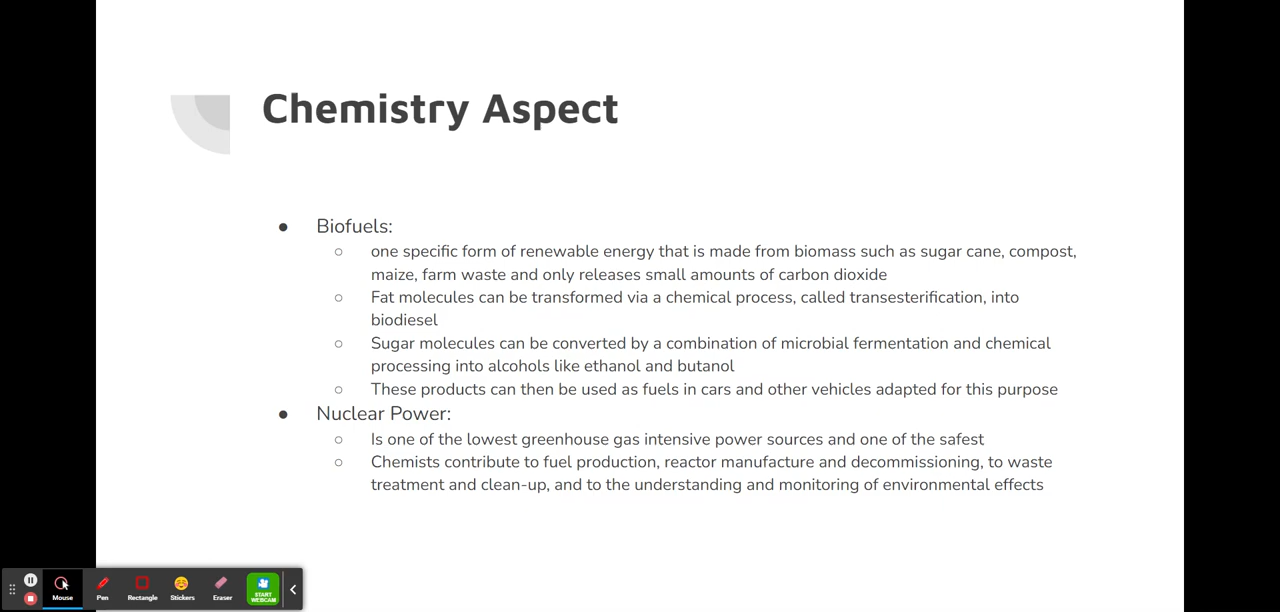 Chemistry Aspect
● Biofuels:
○ one specific form of renewable energy that is made from biomass such as sugar cane, compost,
maize, farm waste and only releases small amounts of carbon dioxide
○ Fat molecules can be transformed via a chemical process, called transesterification, into
biodiesel
○ Sugar molecules can be converted by a combination of microbial fermentation and chemical
processing into alcohols like ethanol and butanol
○ These products can then be used as fuels in cars and other vehicles adapted for this purpose
● Nuclear Power:
○ Is one of the lowest greenhouse gas intensive power sources and one of the safest
○ Chemists contribute to fuel production, reactor manufacture and decommissioning, to waste
treatment and clean-up, and to the understanding and monitoring of environmental effects
Mouse Pen Rectangle Stickers Eraser
START
WEBCAM